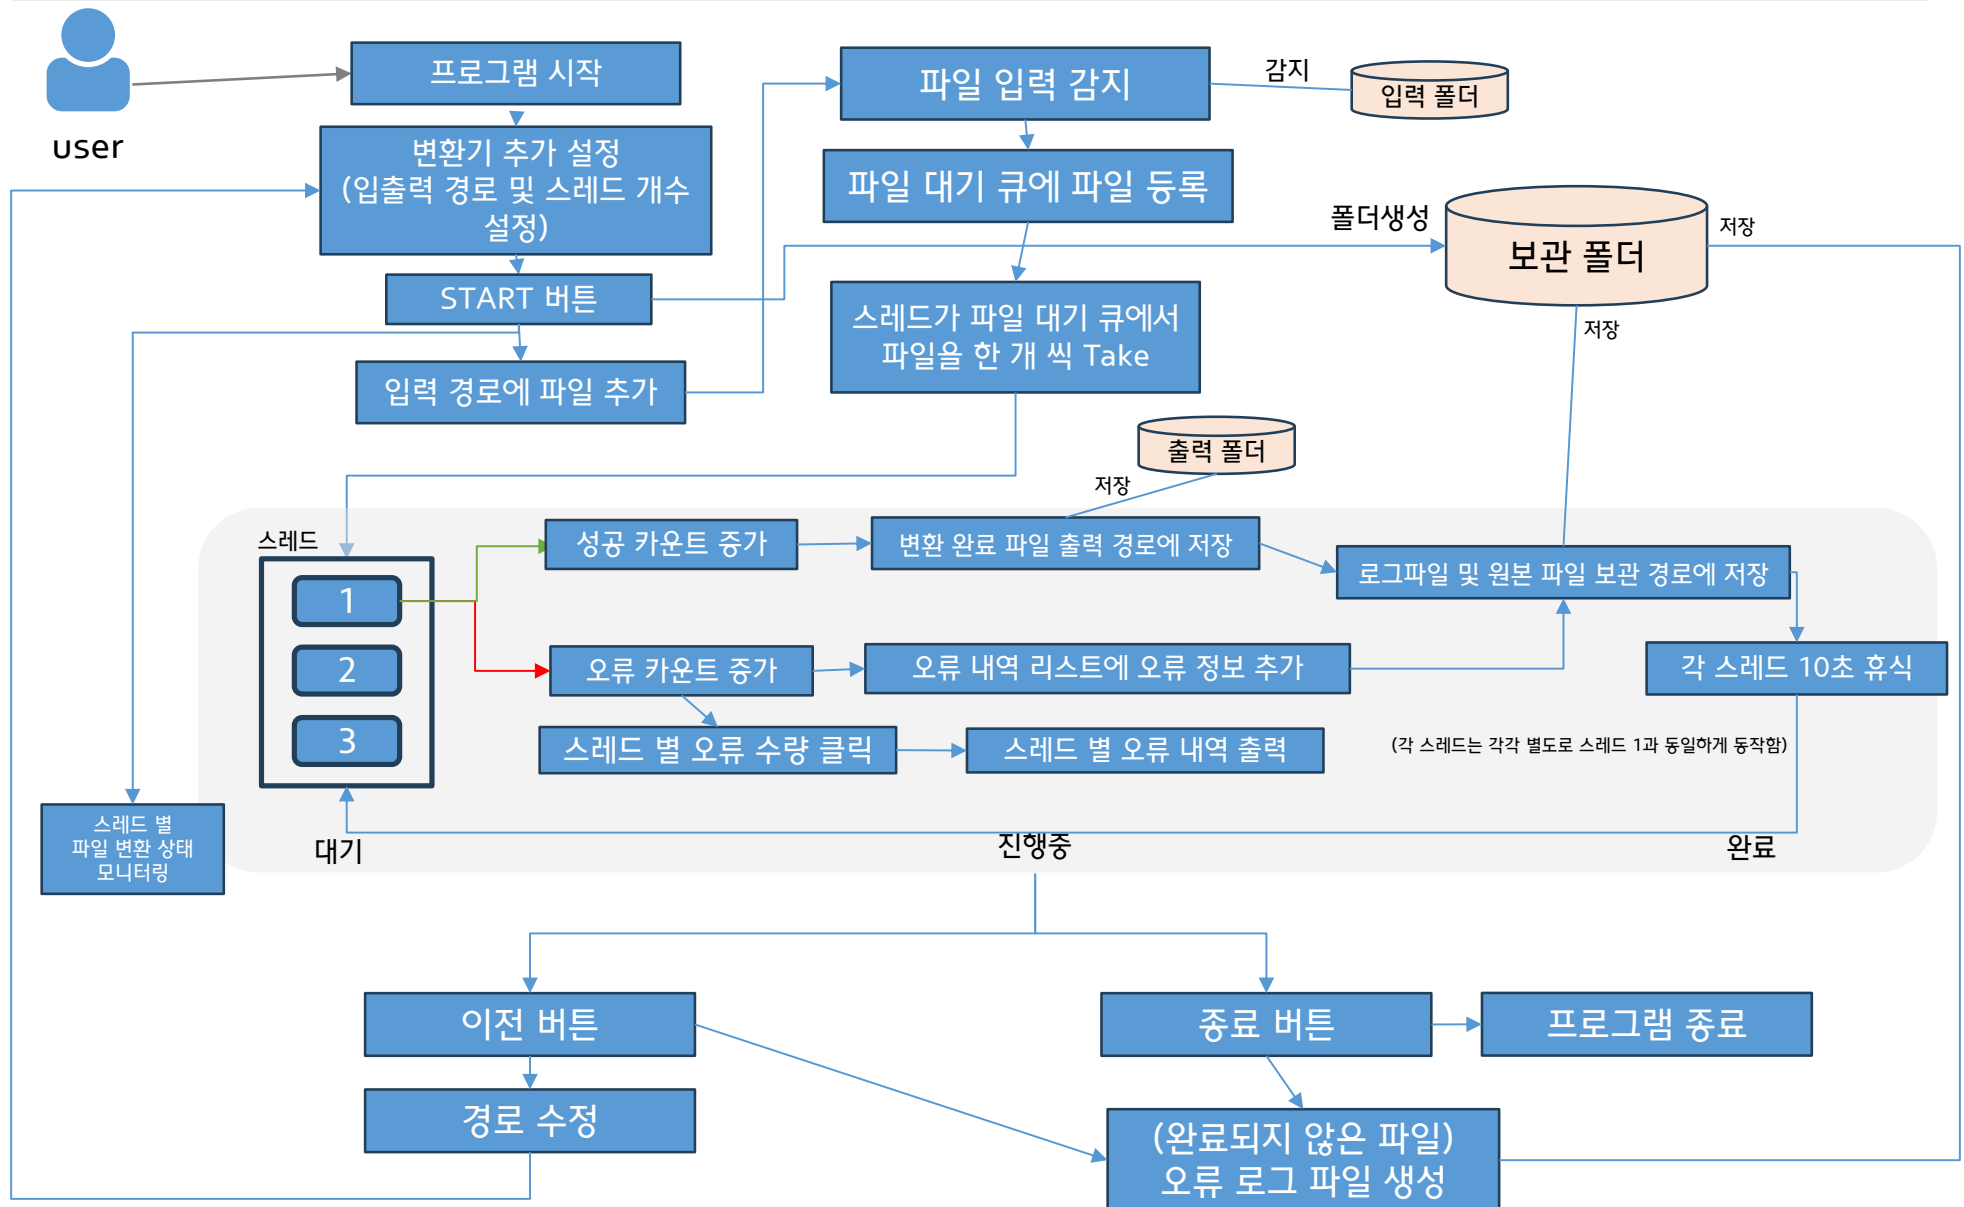 user
프로그램 시작
변환기 추가 설정
(입출력 경로 및 스레드 개수
설정)
START 버튼
입력 경로에 파일 추가
파일 입력 감지
감지
입력 폴더
파일 대기 큐에 파일 등록
스레드가 파일 대기 큐에서
파일을 한 개 씩 Take
폴더생성
보관 폴더
저장
저장
출력 폴더
저장
스레드
1
2
3
성공 카운트 증가
변환 완료 파일 출력 경로에 저장
로그파일 및 원본 파일 보관 경로에 저장
오류 카운트 증가
오류 내역 리스트에 오류 정보 추가
각 스레드 10초 휴식
스레드 별 오류 수량 클릭
스레드 별 오류 내역 출력
(각 스레드는 각각 별도로 스레드 1과 동일하게 동작함)
스레드 별
파일 변환 상태
모니터링
대기
진행중
완료
이전 버튼
경로 수정
종료 버튼
프로그램 종료
(완료되지 않은 파일)
오류 로그 파일 생성